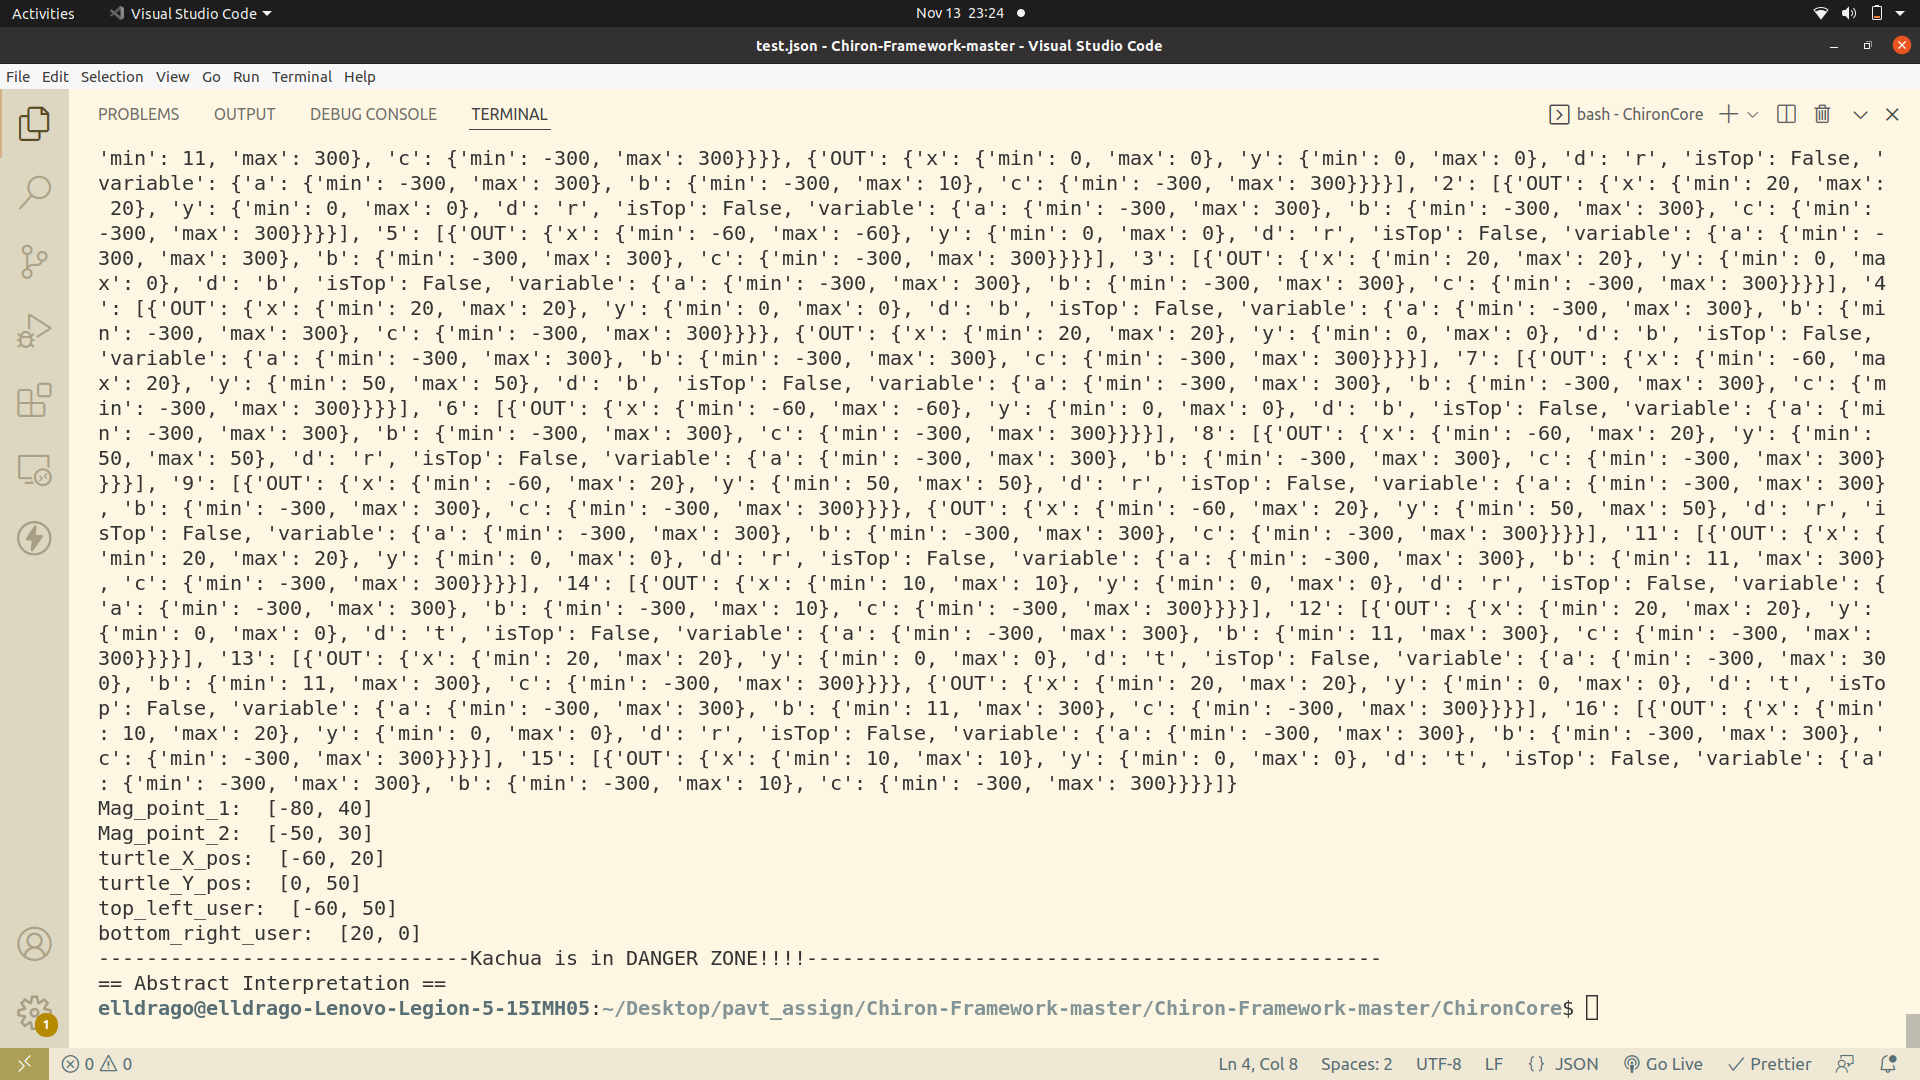 Activities
Visual Studio Code
Nov 13 23:24
test.json - Chiron-Framework-master - Visual Studio Code
File Edit Selection View Go Run Terminal Help
PROBLEMS OUTPUT DEBUG CONSOLE TERMINAL
bash - ChironCore
'min': 11, 'max': 300}, 'c': {'min': -300, 'max': 300}}}}, {'OUT': {'x': {'min': 0, 'max': 0}, 'y': {'min': 0, 'max': 0}, 'd': 'r', 'isTop': False, '
variable': {'a': {'min': -300, 'max': 300}, 'b': {'min': -300, 'max': 10}, 'c': {'min': -300, 'max': 300}}}}], '2': [{'OUT': {'x': {'min': 20, 'max':
20}, 'y': {'min': 0, 'max': 0}, 'd': 'r', 'isTop': False, 'variable': {'a': {'min': -300, 'max': 300}, 'b': {'min': -300, 'max': 300}, 'c': {'min':
-300, 'max': 300}}}}], '5': [{'OUT': {'x': {'min': -60, 'max': -60}, 'y': {'min': 0, 'max': 0}, 'd': 'r', 'isTop': False, 'variable': {'a': {'min': -
300, 'max': 300}, 'b': {'min': -300, 'max': 300}, 'c': {'min': -300, 'max': 300}}}}], '3': [{'OUT': {'x': {'min': 20, 'max': 20}, 'y': {'min': 0, 'ma
x': 0}, 'd': 'b', 'isTop': False, 'variable': {'a': {'min': -300, 'max': 300}, 'b': {'min': -300, 'max': 300}, 'c': {'min': -300, 'max': 300}}}}], '4
': [{'OUT': {'x': {'min': 20, 'max': 20}, 'y': {'min': 0, 'max': 0}, 'd': 'b', 'isTop': False, 'variable': {'a': {'min': -300, 'max': 300}, 'b': {'mi
n': -300, 'max': 300}, 'c': {'min': -300, 'max': 300}}}}, {'OUT': {'x': {'min': 20, 'max': 20}, 'y': {'min': 0, 'max': 0}, 'd': 'b', 'isTop': False,
'variable': {'a': {'min': -300, 'max': 300}, 'b': {'min': -300, 'max': 300}, 'c': {'min': -300, 'max': 300}}}}], '7': [{'OUT': {'x': {'min': -60, 'ma
x': 20}, 'y': {'min': 50, 'max': 50}, 'd': 'b', 'isTop': False, 'variable': {'a': {'min': -300, 'max': 300}, 'b': {'min': -300, 'max': 300}, 'c': {'m
in': -300, 'max': 300}}}}], '6': [{'OUT': {'x': {'min': -60, 'max': -60}, 'y': {'min': 0, 'max': 0}, 'd': 'b', 'isTop': False, 'variable': {'a': {'mi
n': -300, 'max': 300}, 'b': {'min': -300, 'max': 300}, 'c': {'min': -300, 'max': 300}}}}], '8': [{'OUT': {'x': {'min': -60, 'max': 20}, 'y': {'min':
50, 'max': 50}, 'd': 'r', 'isTop': False, 'variable': {'a': {'min': -300, 'max': 300}, 'b': {'min': -300, 'max': 300}, 'c': {'min': -300, 'max': 300}
}}}], '9': [{'OUT': {'x': {'min': -60, 'max': 20}, 'y': {'min': 50, 'max': 50}, 'd': 'r', 'isTop': False, 'variable': {'a': {'min': -300, 'max': 300}
, 'b': {'min': -300, 'max': 300}, 'c': {'min': -300, 'max': 300}}}}, {'OUT': {'x': {'min': -60, 'max': 20}, 'y': {'min': 50, 'max': 50}, 'd': 'r', 'i
sTop': False, 'variable': {'a': {'min': -300, 'max': 300}, 'b': {'min': -300, 'max': 300}, 'c': {'min': -300, 'max': 300}}}}], '11': [{'OUT': {'x': {
'min': 20, 'max': 20}, 'y': {'min': 0, 'max': 0}, 'd': 'r', 'isTop': False, 'variable': {'a': {'min': -300, 'max': 300}, 'b': {'min': 11, 'max': 300}
, 'c': {'min': -300, 'max': 300}}}}], '14': [{'OUT': {'x': {'min': 10, 'max': 10}, 'y': {'min': 0, 'max': 0}, 'd': 'r', 'isTop': False, 'variable': {
'a': {'min': -300, 'max': 300}, 'b': {'min': -300, 'max': 10}, 'c': {'min': -300, 'max': 300}}}}], '12': [{'OUT': {'x': {'min': 20, 'max': 20}, 'y':
{'min': 0, 'max': 0}, 'd': 't', 'isTop': False, 'variable': {'a': {'min': -300, 'max': 300}, 'b': {'min': 11, 'max': 300}, 'c': {'min': -300, 'max':
300}}}}], '13': [{'OUT': {'x': {'min': 20, 'max': 20}, 'y': {'min': 0, 'max': 0}, 'd': 't', 'isTop': False, 'variable': {'a': {'min': -300, 'max': 30
0}, 'b': {'min': 11, 'max': 300}, 'c': {'min': -300, 'max': 300}}}}, {'OUT': {'x': {'min': 20, 'max': 20}, 'y': {'min': 0, 'max': 0}, 'd': 't', 'isTo
p': False, 'variable': {'a': {'min': -300, 'max': 300}, 'b': {'min': 11, 'max': 300}, 'c': {'min': -300, 'max': 300}}}}], '16': [{'OUT': {'x': {'min'
: 10, 'max': 20}, 'y': {'min': 0, 'max': 0}, 'd': 'r', 'isTop': False, 'variable': {'a': {'min': -300, 'max': 300}, 'b': {'min': -300, 'max': 300}, '
c': {'min': -300, 'max': 300}}}}], '15': [{'OUT': {'x': {'min': 10, 'max': 10}, 'y': {'min': 0, 'max': 0}, 'd': 't', 'isTop': False, 'variable': {'a'
: {'min': -300, 'max': 300}, 'b': {'min': -300, 'max': 10}, 'c': {'min': -300, 'max': 300}}}}]}
Mag_point_1:  [-80, 40]
Mag_point_2:  [-50, 30]
turtle_X_pos:  [-60, 20]
turtle_Y_pos:  [0, 50]
top_left_user:  [-60, 50]
bottom_right_user:  [20, 0]
-------------------------------Kachua is in DANGER ZONE!!!!------------------------------------------------
== Abstract Interpretation ==
elldrago@elldrago-Lenovo-Legion-5-15IMH05:~/Desktop/pavt_assign/Chiron-Framework-master/Chiron-Framework-master/ChironCore$
1
0 0
Ln 4, Col 8 Spaces: 2 UTF-8 LF {} JSON Go Live Prettier